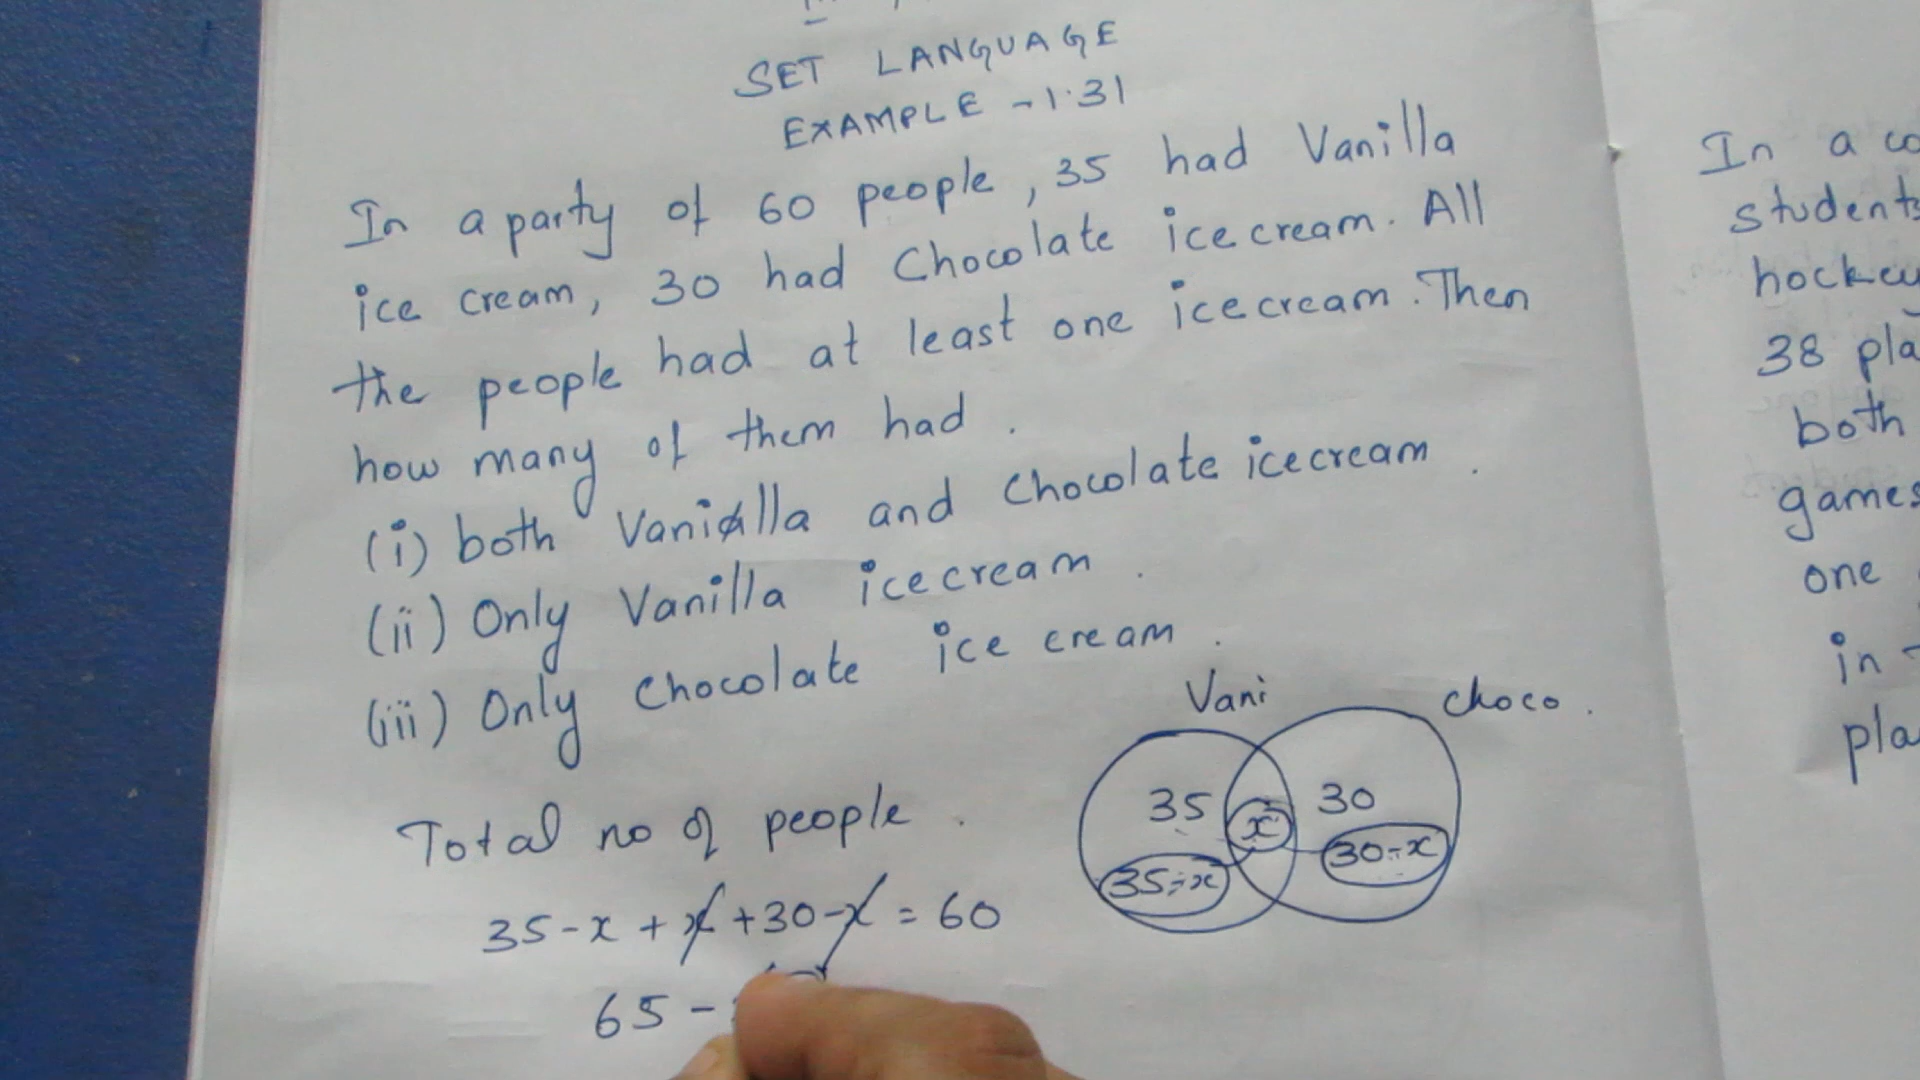 SET LANGUAGE
EXAMPLE - 1.31
In a party of 60 people, 35 had Vanilla
ice cream, 30 had Chocolate icecream. All
the people had at least one icecream. Then
how many of them had.
(i) both Vanilla and Chocolate icecream.
(ii) Only Vanilla icecream.
(iii) Only Chocolate ice cream.
Vani choco.
35 x 30
35-x 30-x
Total no of people.
35-x + x +30-x = 60
65 -
In a
students
hockey
38
both
games
one
in